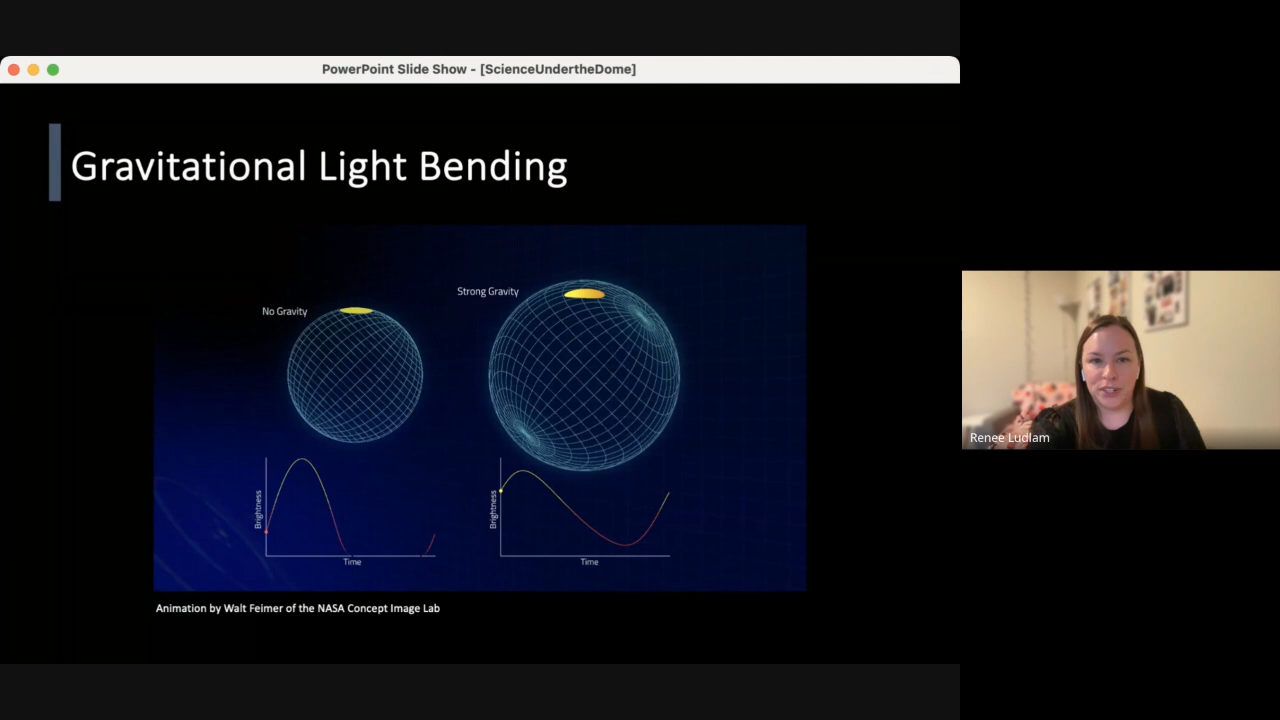 PowerPoint Slide Show - [ScienceUndertheDome]
Gravitational Light Bending
No Gravity
Strong Gravity
Brightness
Time
Brightness
Time
Animation by Walt Feimer of the NASA Concept Image Lab
Renee Ludlam